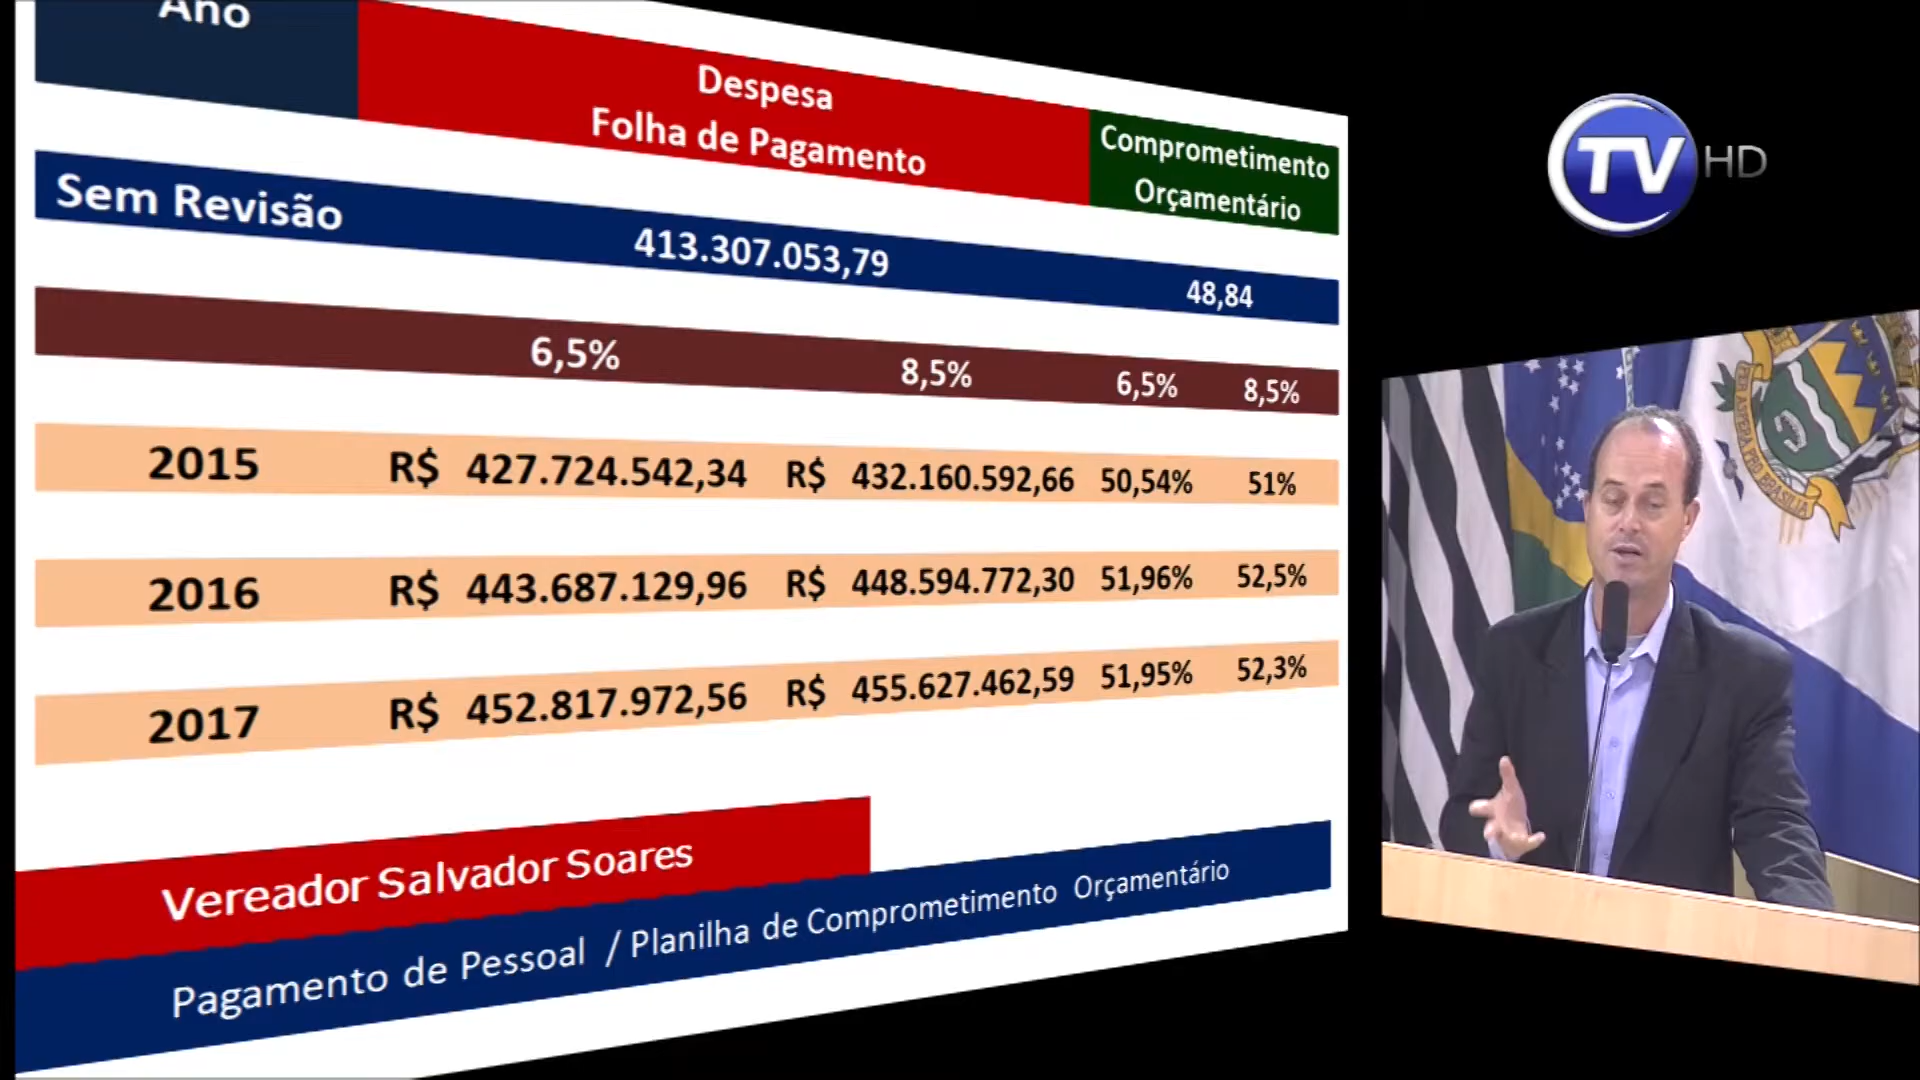 Ano
Despesa
Folha de Pagamento
Comprometimento
Orçamentário
Sem Revisão 413.307.053,79 48,84
6,5% 8,5% 6,5% 8,5%
2015 R$ 427.724.542,34 R$ 432.160.592,66 50,54% 51%
2016 R$ 443.687.129,96 R$ 448.594.772,30 51,96% 52,5%
2017 R$ 452.817.972,56 R$ 455.627.462,59 51,95% 52,3%
Vereador Salvador Soares
Pagamento de Pessoal / Planilha de Comprometimento Orçamentário
TV HD